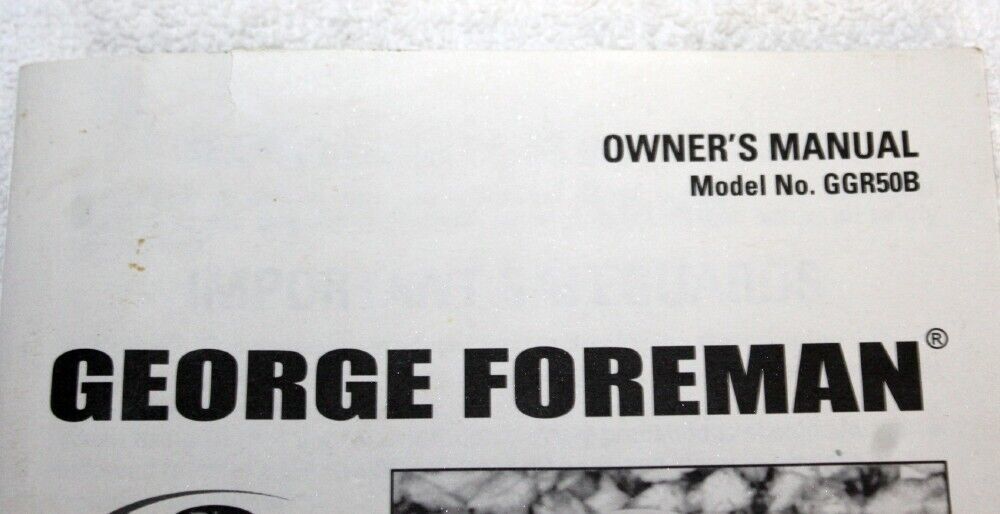 OWNER'S MANUAL
Model No. GGR50B
GEORGE FOREMAN®